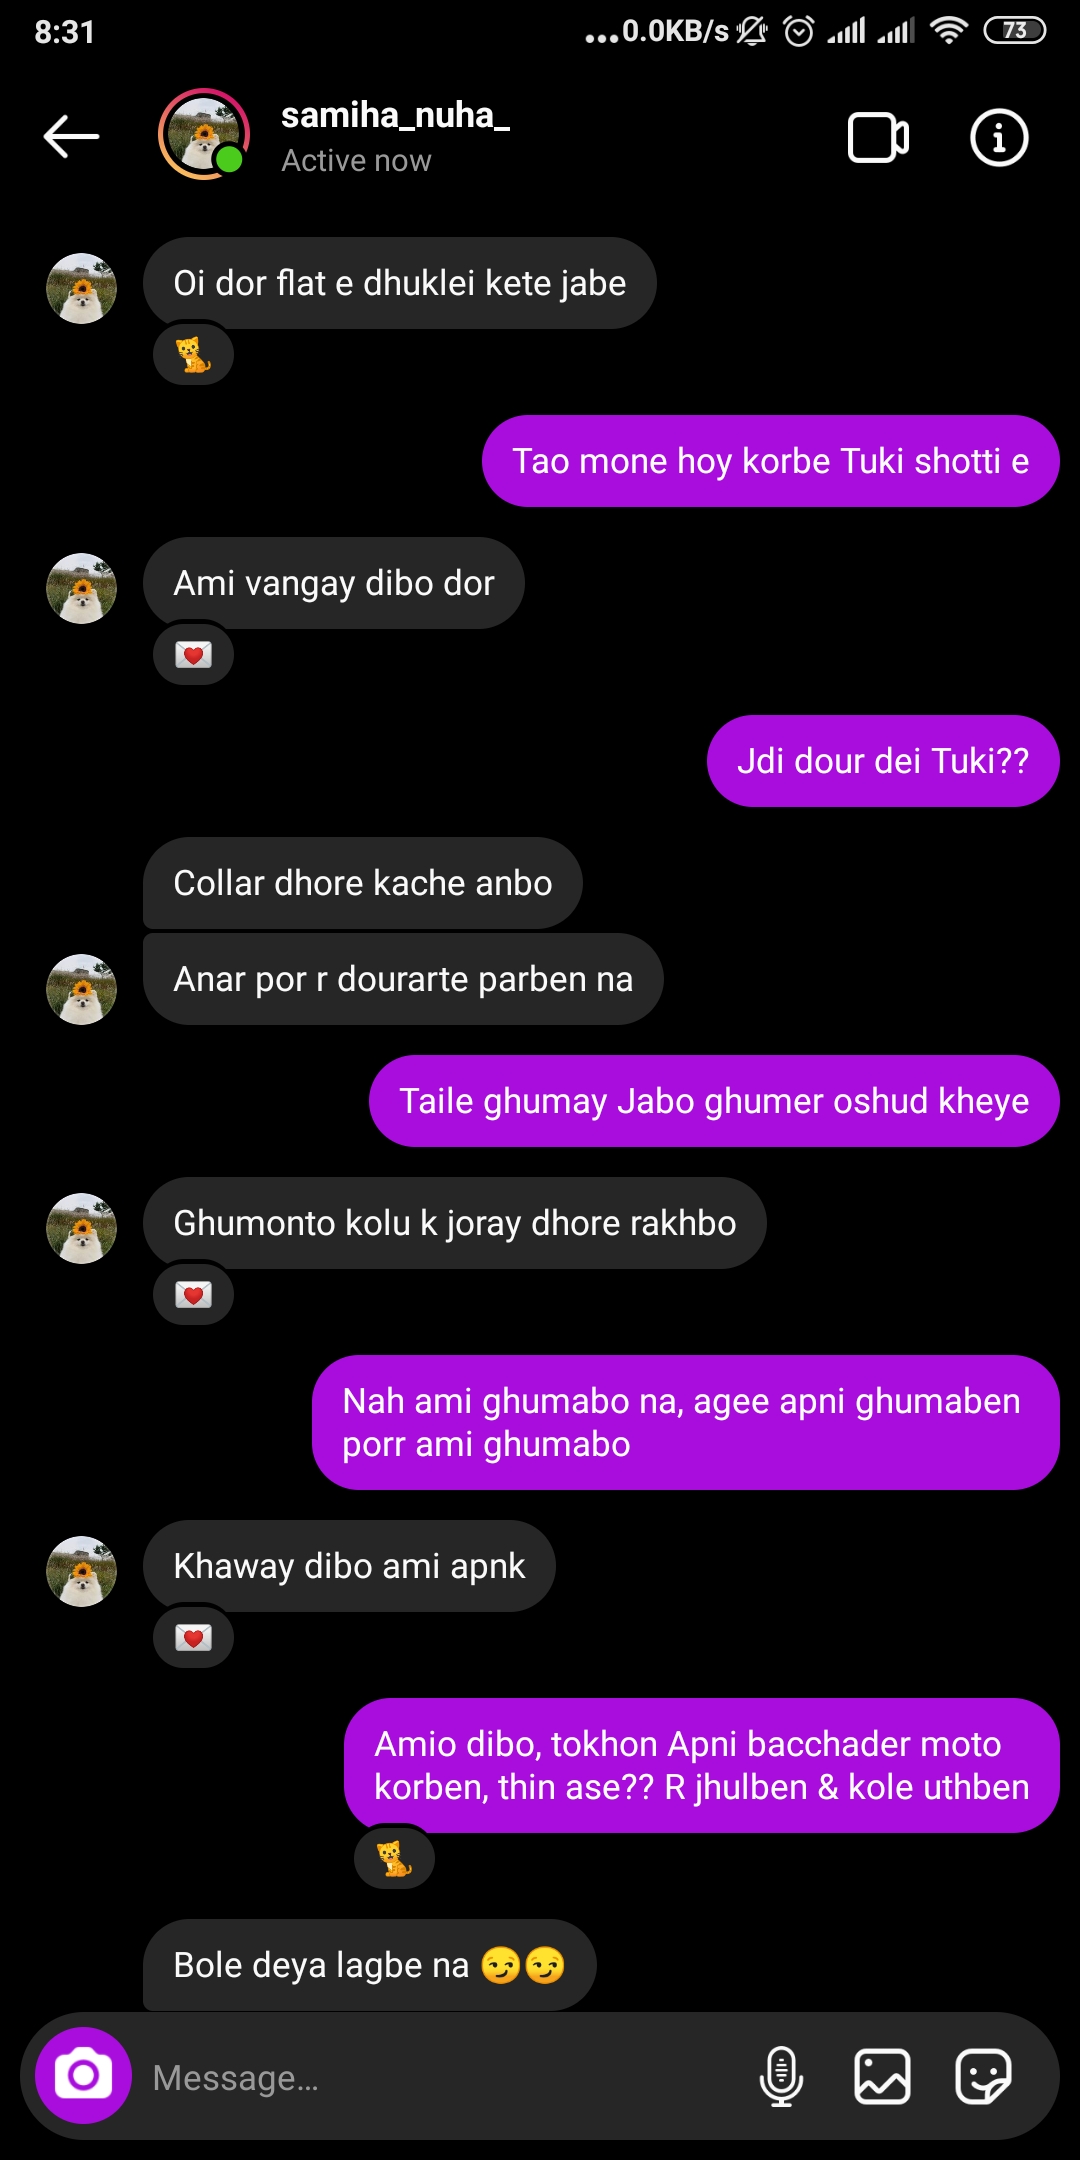 8:31
...0.0KB/s
73
samiha_nuha_
Active now
Oi dor flat e dhuklei kete jabe
Tao mone hoy korbe Tuki shotti e
Ami vangay dibo dor
Jdi dour dei Tuki??
Collar dhore kache anbo
Anar por r dourarte parben na
Taile ghumay Jabo ghumer oshud kheye
Ghumonto kolu k joray dhore rakhbo
Nah ami ghumabo na, agee apni ghumaben
porr ami ghumabo
Khaway dibo ami apnk
Amio dibo, tokhon Apni bacchader moto
korben, thin ase?? R jhulben & kole uthben
Bole deya lagbe na 😏😏
Message...